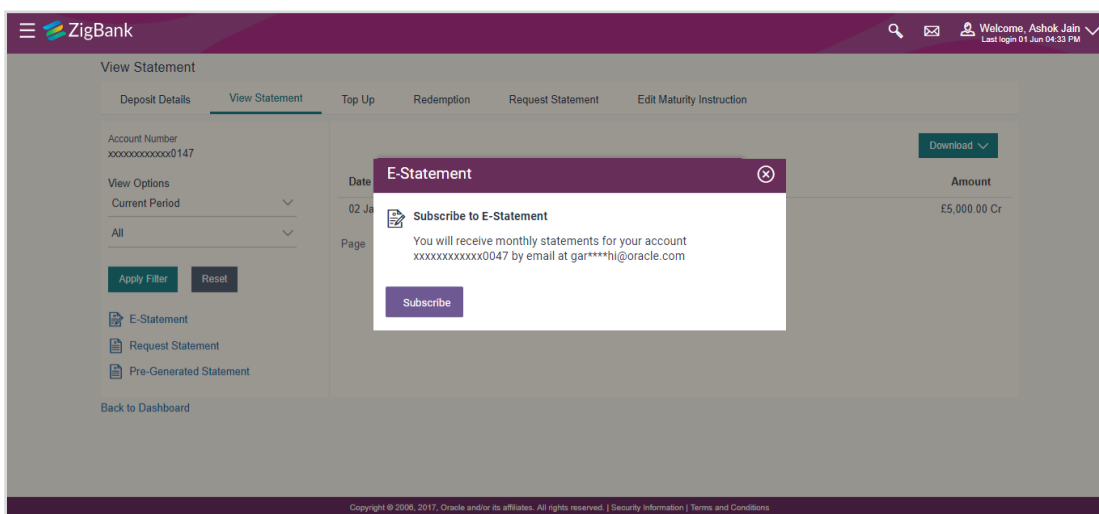 ZigBank
Welcome, Ashok Jain
Last login 01 Jun 04:33 PM
View Statement
Deposit Details View Statement Top Up Redemption Request Statement Edit Maturity Instruction
Account Number
xxxxxxxxxxxx0147
Download
View Options
Current Period
All
Apply Filter Reset
E-Statement
Request Statement
Pre-Generated Statement
Back to Dashboard
Date Amount
02 Ja £5,000.00 Cr
Page
E-Statement
Subscribe to E-Statement
You will receive monthly statements for your account
xxxxxxxxxxxx0047 by email at gar****hi@oracle.com
Subscribe
Copyright © 2006, 2017, Oracle and/or its affiliates. All rights reserved. | Security Information | Terms and Conditions